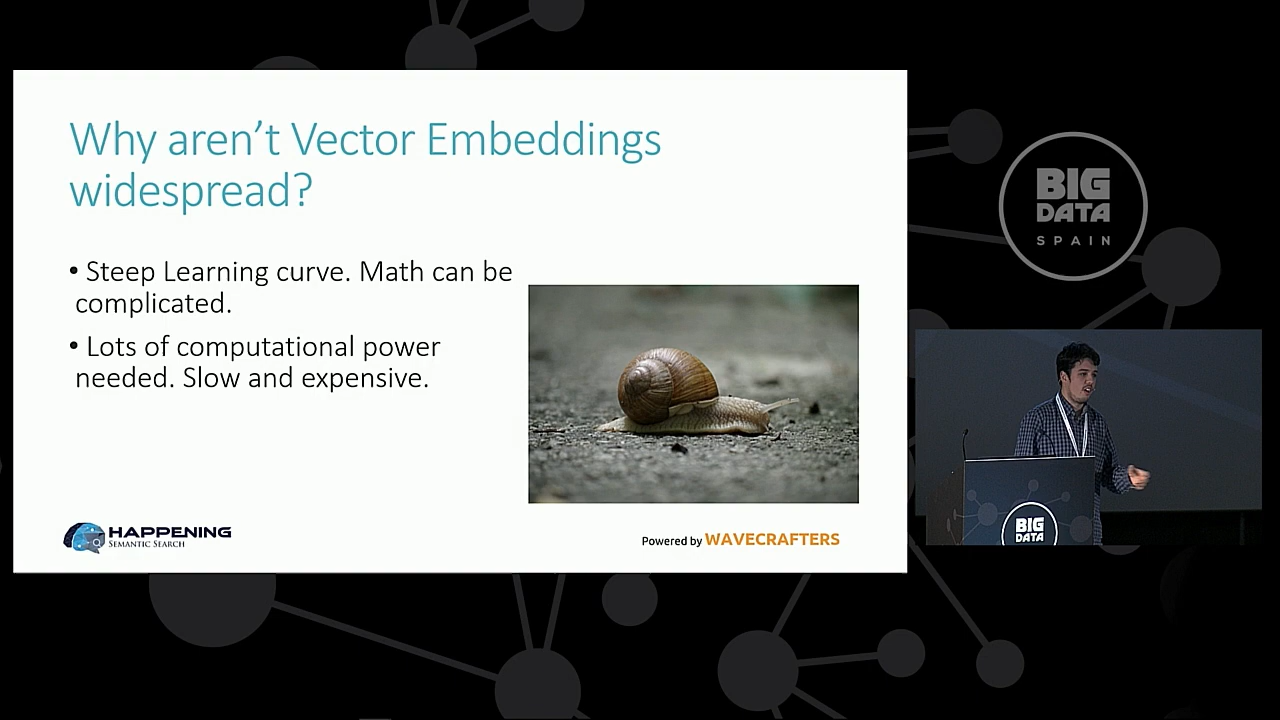 Why aren't Vector Embeddings
widespread?
• Steep Learning curve. Math can be
complicated.
• Lots of computational power
needed. Slow and expensive.
HAPPENING
SEMANTIC SEARCH
Powered by WAVECRAFTERS
BIG
DATA
SPAIN
BIG
DATA